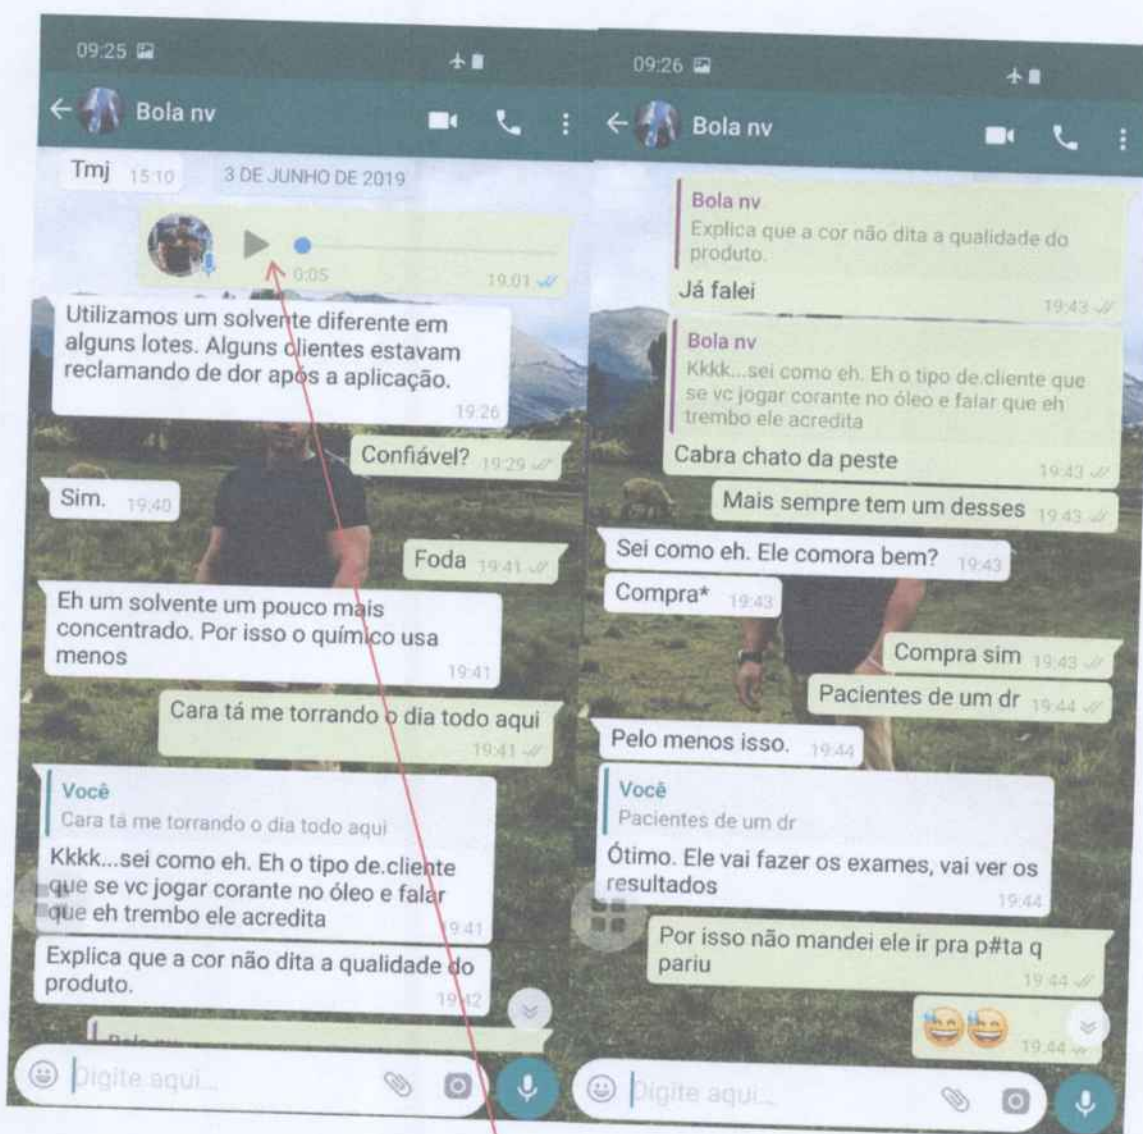 09:25
Bola nv
Tmj 15:10
3 DE JUNHO DE 2019
0:05
19:01
Utilizamos um solvente diferente em
alguns lotes. Alguns clientes estavam
reclamando de dor após a aplicação.
19:26
Confiável? 19:29
Sim. 19:40
Foda 19:41
Eh um solvente um pouco mais
concentrado. Por isso o químico usa
menos
19:41
Cara tá me torrando o dia todo aqui
19:41
Você
Cara tá me torrando o dia todo aqui
Kkkk...sei como eh. Eh o tipo de.cliente
que se vc jogar corante no óleo e falar
que eh trembo ele acredita
19:41
Explica que a cor não dita a qualidade do
produto.
19:42
Digite aqui...
09:26
Bola nv
Bola nv
Explica que a cor não dita a qualidade do
produto.
Já falei
19:43
Bola nv
Kkkk...sei como eh. Eh o tipo de.cliente que
se vc jogar corante no óleo e falar que eh
trembo ele acredita
Cabra chato da peste
19:43
Mais sempre tem um desses 19:43
Sei como eh. Ele comora bem? 19:43
Compra* 19:43
Compra sim 19:43
Pacientes de um dr 19:44
Pelo menos isso. 19:44
Você
Pacientes de um dr
Ótimo. Ele vai fazer os exames, vai ver os
resultados
19:44
Por isso não mandei ele ir pra p#ta q
pariu
19:44
19:44
Digite aqui...